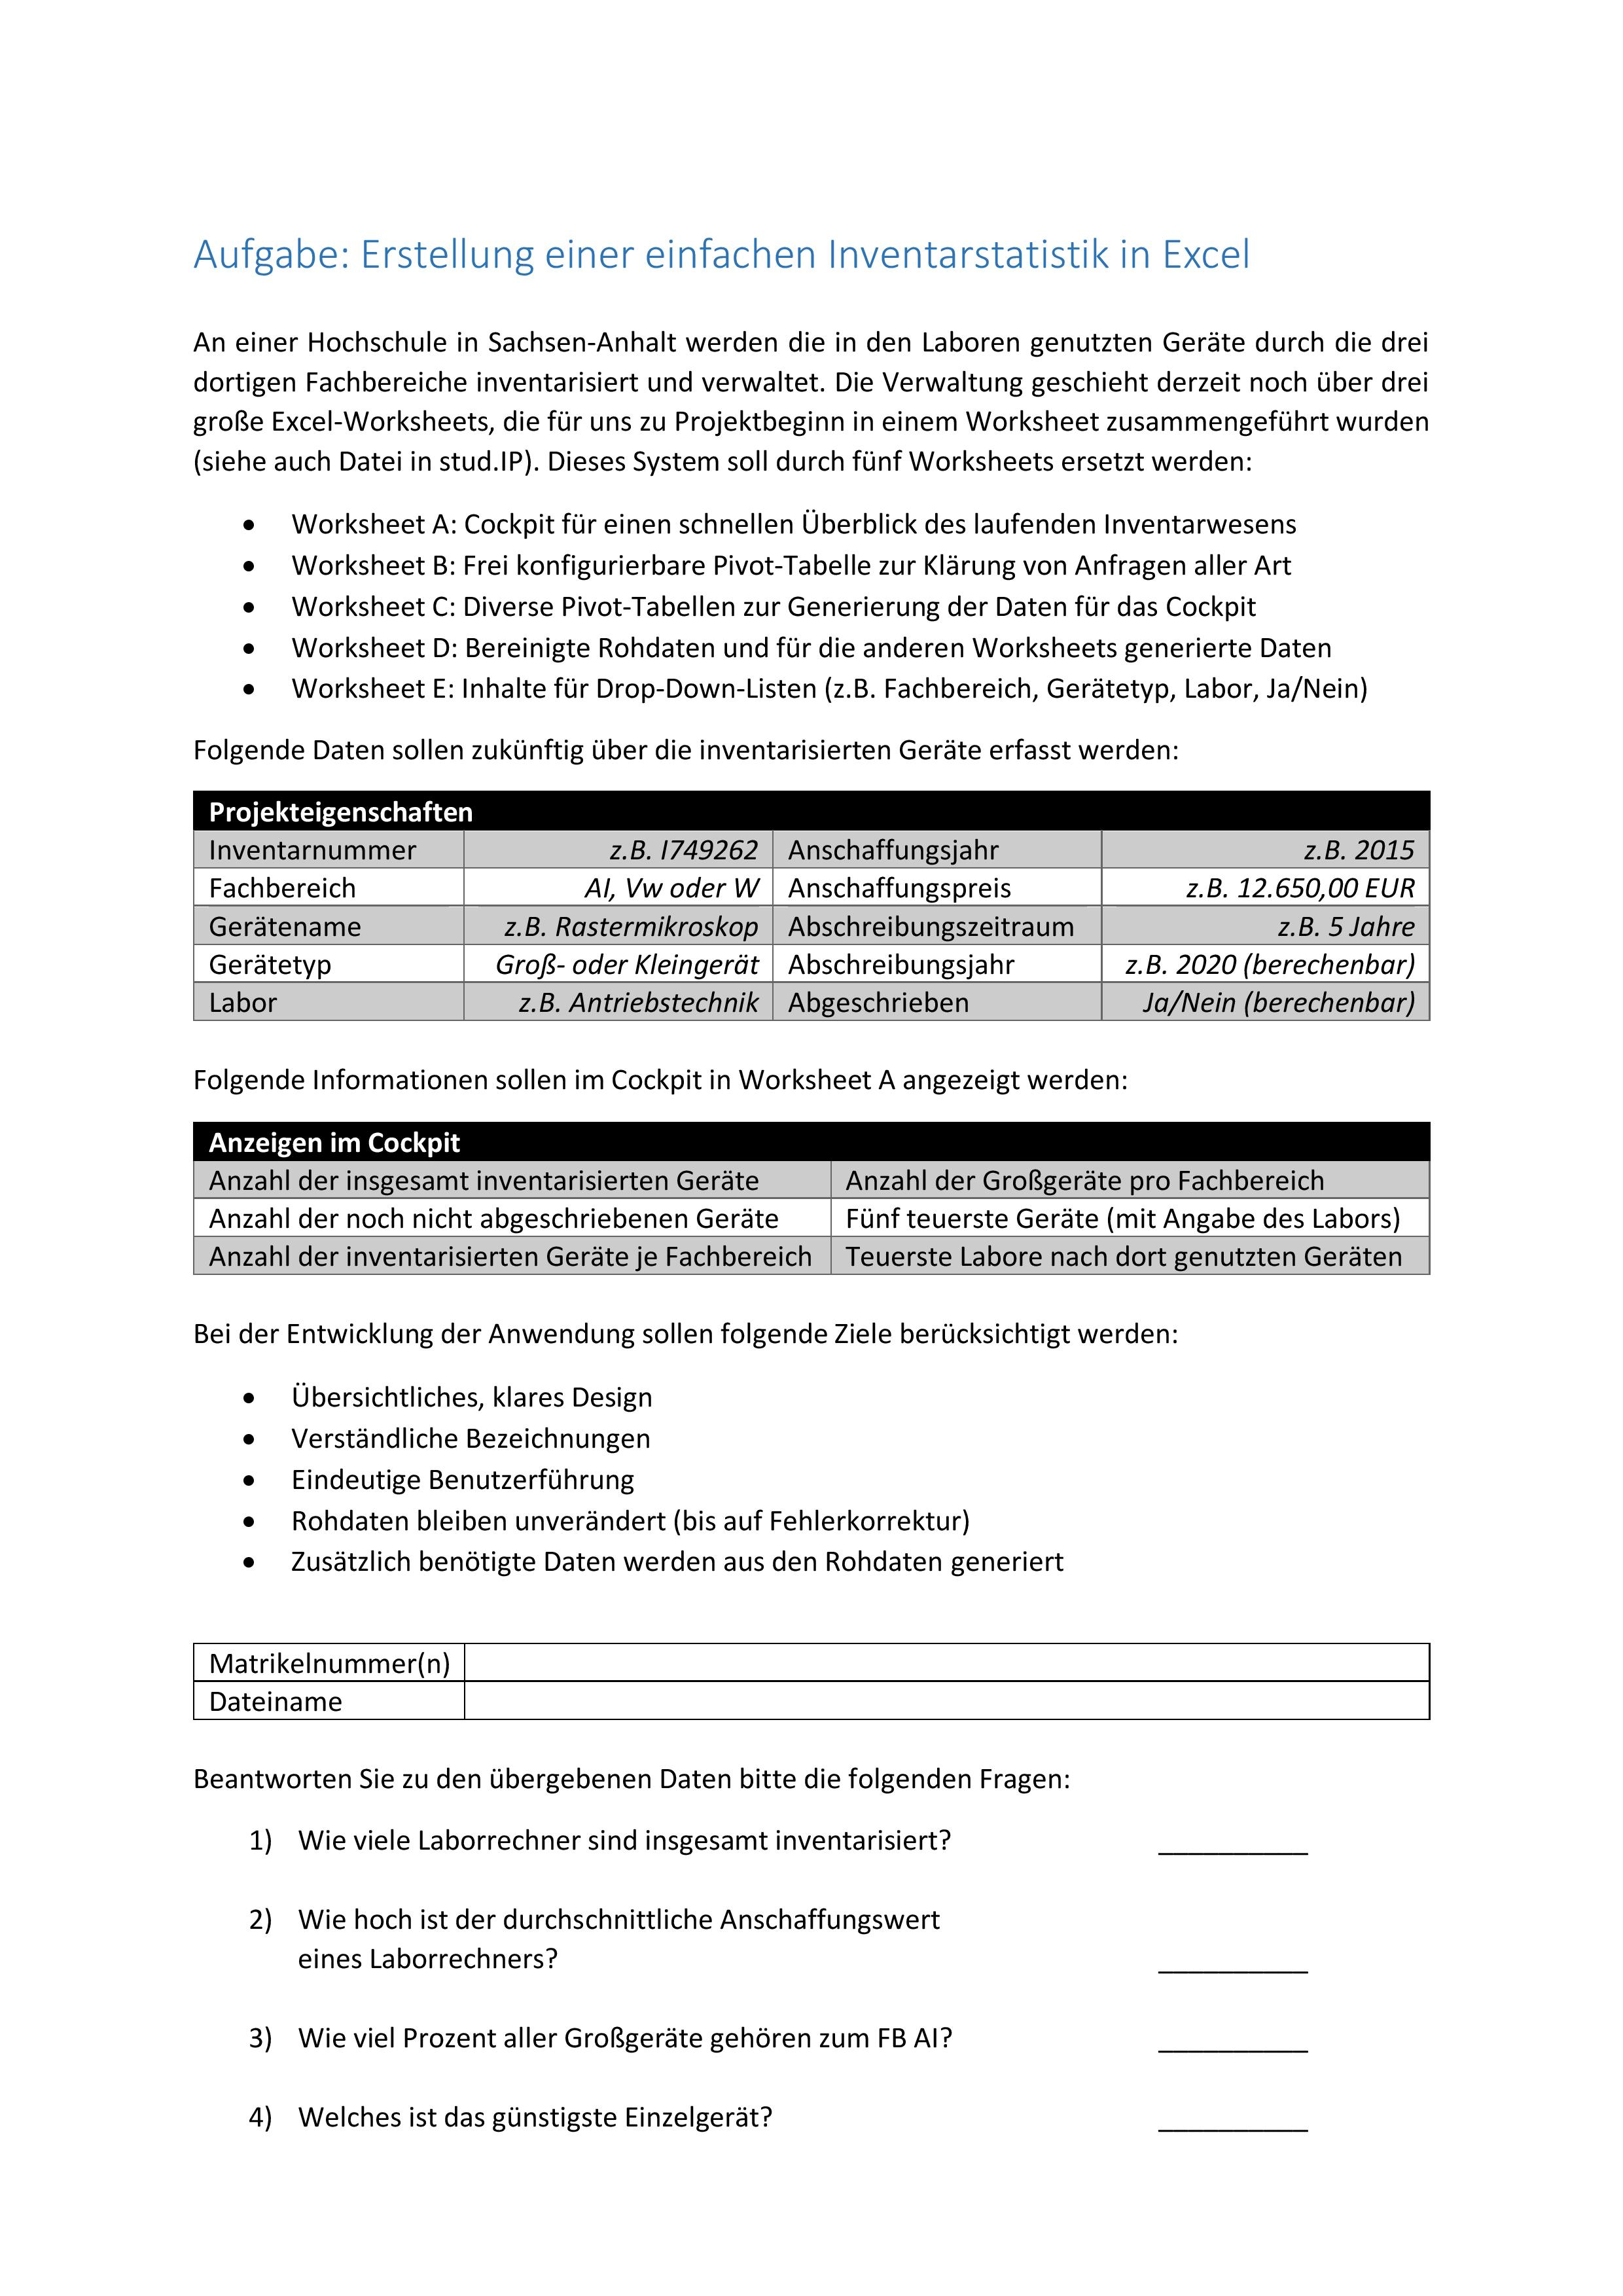 Aufgabe: Erstellung einer einfachen Inventarstatistik in Excel
An einer Hochschule in Sachsen-Anhalt werden die in den Laboren genutzten Geräte durch die drei
dortigen Fachbereiche inventarisiert und verwaltet. Die Verwaltung geschieht derzeit noch über drei
große Excel-Worksheets, die für uns zu Projektbeginn in einem Worksheet zusammengeführt wurden
(siehe auch Datei in stud.IP). Dieses System soll durch fünf Worksheets ersetzt werden:
• Worksheet A: Cockpit für einen schnellen Überblick des laufenden Inventarwesens
• Worksheet B: Frei konfigurierbare Pivot-Tabelle zur Klärung von Anfragen aller Art
• Worksheet C: Diverse Pivot-Tabellen zur Generierung der Daten für das Cockpit
• Worksheet D: Bereinigte Rohdaten und für die anderen Worksheets generierte Daten
• Worksheet E: Inhalte für Drop-Down-Listen (z.B. Fachbereich, Gerätetyp, Labor, Ja/Nein)
Folgende Daten sollen zukünftig über die inventarisierten Geräte erfasst werden:
Projekteigenschaften
Inventarnummer z.B. I749262 Anschaffungsjahr z.B. 2015
Fachbereich AI, Vw oder W Anschaffungspreis z.B. 12.650,00 EUR
Gerätename z.B. Rastermikroskop Abschreibungszeitraum z.B. 5 Jahre
Gerätetyp Groß- oder Kleingerät Abschreibungsjahr z.B. 2020 (berechenbar)
Labor z.B. Antriebstechnik Abgeschrieben Ja/Nein (berechenbar)
Folgende Informationen sollen im Cockpit in Worksheet A angezeigt werden:
Anzeigen im Cockpit
Anzahl der insgesamt inventarisierten Geräte Anzahl der Großgeräte pro Fachbereich
Anzahl der noch nicht abgeschriebenen Geräte Fünf teuerste Geräte (mit Angabe des Labors)
Anzahl der inventarisierten Geräte je Fachbereich Teuerste Labore nach dort genutzten Geräten
Bei der Entwicklung der Anwendung sollen folgende Ziele berücksichtigt werden:
• Übersichtliches, klares Design
• Verständliche Bezeichnungen
• Eindeutige Benutzerführung
• Rohdaten bleiben unverändert (bis auf Fehlerkorrektur)
• Zusätzlich benötigte Daten werden aus den Rohdaten generiert
Matrikelnummer(n)
Dateiname
Beantworten Sie zu den übergebenen Daten bitte die folgenden Fragen:
1) Wie viele Laborrechner sind insgesamt inventarisiert? __________
2) Wie hoch ist der durchschnittliche Anschaffungswert
eines Laborrechners? __________
3) Wie viel Prozent aller Großgeräte gehören zum FB AI? __________
4) Welches ist das günstigste Einzelgerät? __________